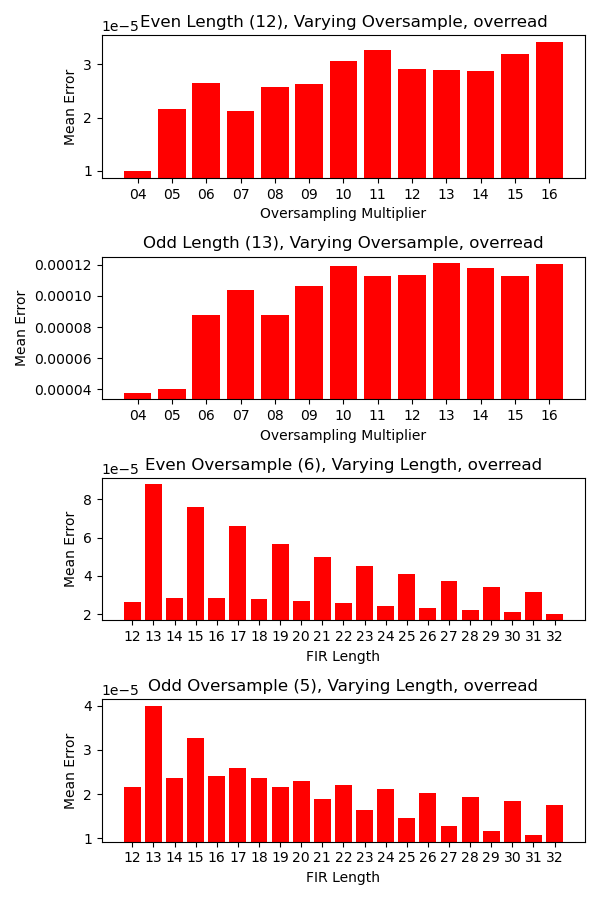 Even Length (12), Varying Oversample, overread
1e−5
3
2
1
Mean Error
04 05 06 07 08 09 10 11 12 13 14 15 16
Oversampling Multiplier
Odd Length (13), Varying Oversample, overread
0.00012
0.00010
0.00008
0.00006
0.00004
Mean Error
04 05 06 07 08 09 10 11 12 13 14 15 16
Oversampling Multiplier
Even Oversample (6), Varying Length, overread
1e−5
8
6
4
2
Mean Error
12 13 14 15 16 17 18 19 20 21 22 23 24 25 26 27 28 29 30 31 32
FIR Length
Odd Oversample (5), Varying Length, overread
1e−5
4
3
2
1
Mean Error
12 13 14 15 16 17 18 19 20 21 22 23 24 25 26 27 28 29 30 31 32
FIR Length